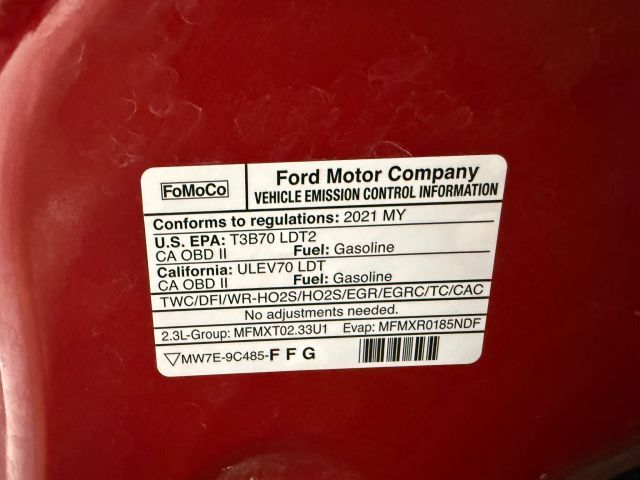 FoMoCo
Ford Motor Company
VEHICLE EMISSION CONTROL INFORMATION
Conforms to regulations: 2021 MY
U.S. EPA: T3B70 LDT2
CA OBD II Fuel: Gasoline
California: ULEV70 LDT
CA OBD II Fuel: Gasoline
TWC/DFI/WR-HO2S/HO2S/EGR/EGRC/TC/CAC
No adjustments needed.
2.3L-Group: MFMXT02.33U1 Evap: MFMXR0185NDF
▽MW7E-9C485-F F G